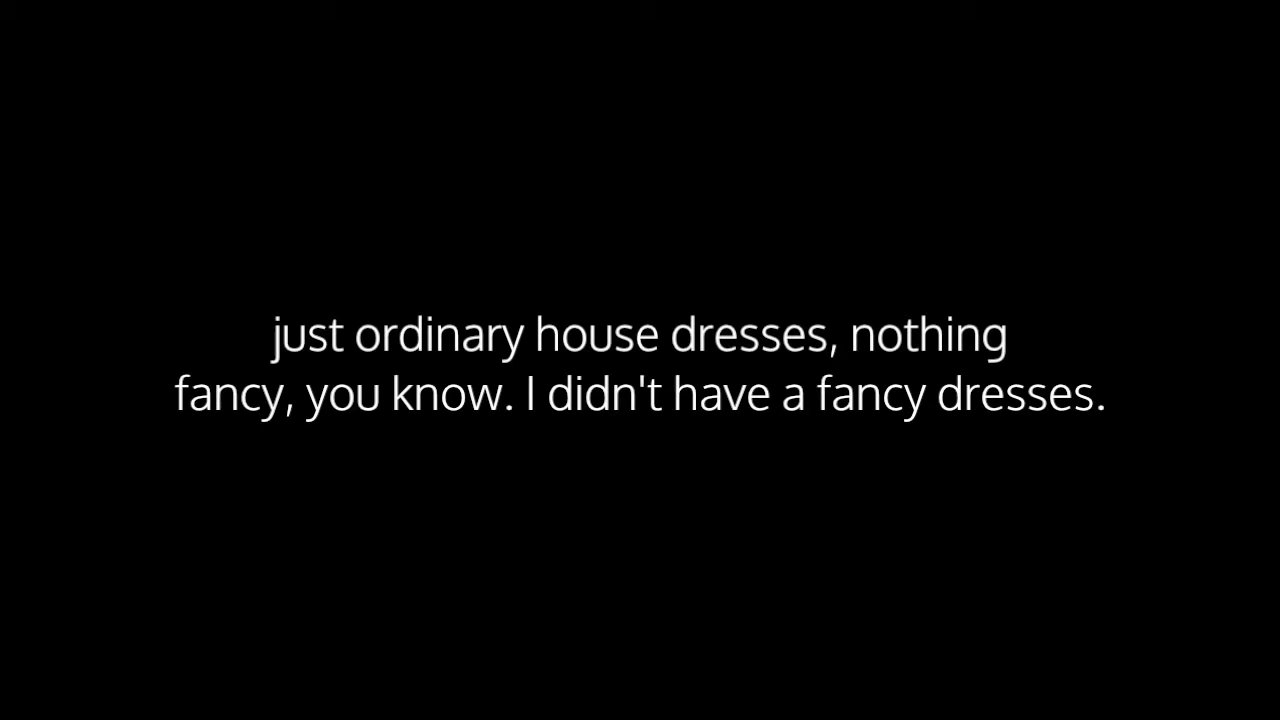 just ordinary house dresses, nothing
fancy, you know. I didn't have a fancy dresses.